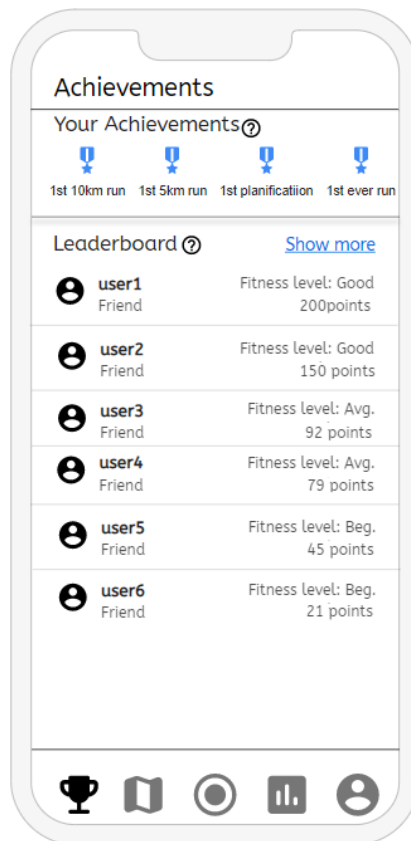 Achievements
Your Achievements
1st 10km run 1st 5km run 1st planificatiion 1st ever run
Leaderboard Show more
user1 Fitness level: Good
Friend 200points
user2 Fitness level: Good
Friend 150 points
user3 Fitness level: Avg.
Friend 92 points
user4 Fitness level: Avg.
Friend 79 points
user5 Fitness level: Beg.
Friend 45 points
user6 Fitness level: Beg.
Friend 21 points